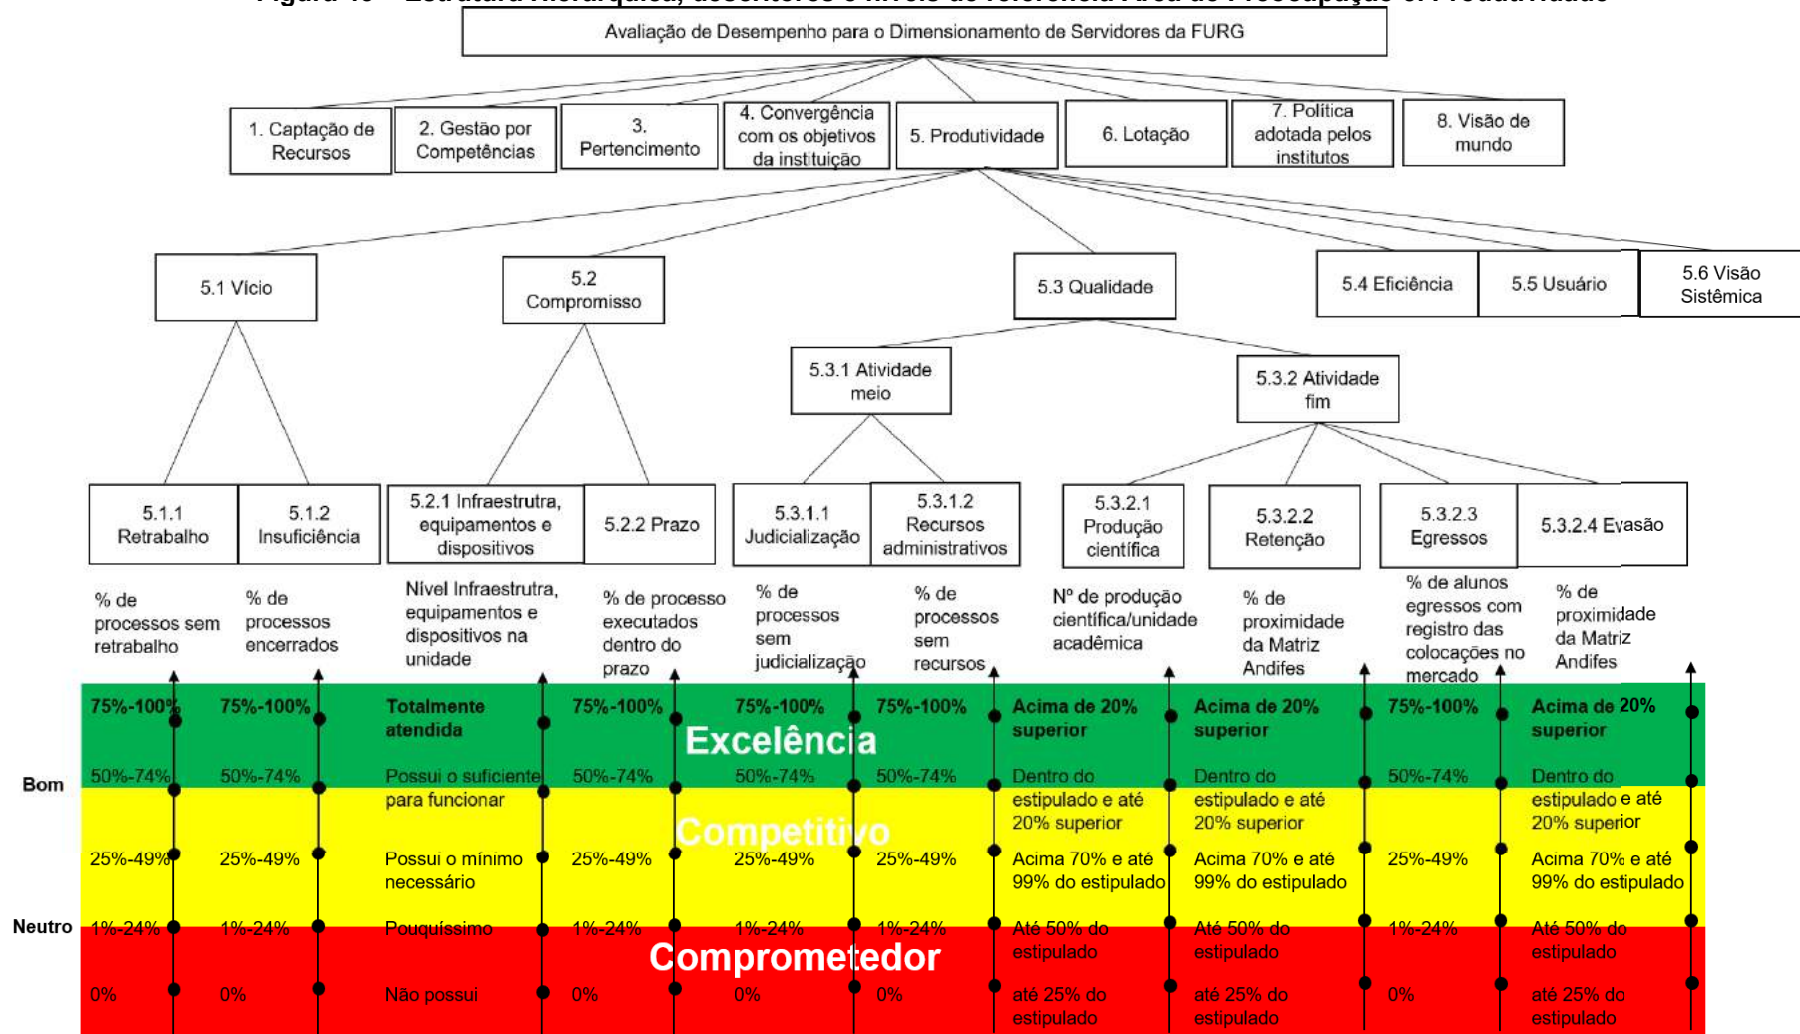 Figura – Estrutura hierárquica, descritores e níveis de referência Área de Preocupação 5: Produtividade
Avaliação de Desempenho para o Dimensionamento de Servidores da FURG
1. Captação de
Recursos
2. Gestão por
Competências
3.
Pertencimento
4. Convergência
com os objetivos
da instituição
5. Produtividade
6. Lotação
7. Política
adotada pelos
institutos
8. Visão de
mundo
5.1 Vício
5.2
Compromisso
5.3 Qualidade
5.4 Eficiência
5.5 Usuário
5.6 Visão
Sistêmica
5.3.1 Atividade
meio
5.3.2 Atividade
fim
5.1.1
Retrabalho
5.1.2
Insuficiência
5.2.1 Infraestrutra,
equipamentos e
dispositivos
5.2.2 Prazo
5.3.1.1
Judicialização
5.3.1.2
Recursos
administrativos
5.3.2.1
Produção
científica
5.3.2.2
Retenção
5.3.2.3
Egressos
5.3.2.4 Evasão
% de
processos sem
retrabalho
% de
processos
encerrados
Nível Infraestrutra,
equipamentos e
dispositivos na
unidade
% de processo
executados
dentro do
prazo
% de
processos
sem
judicialização
% de
processos
sem
recursos
Nº de produção
científica/unidade
acadêmica
% de
proximidade
da Matriz
Andifes
% de alunos
egressos com
registro das
colocações no
mercado
% de
proximidade
da Matriz
Andifes
75%-100%
75%-100%
Totalmente
atendida
75%-100%
75%-100%
75%-100%
Acima de 20%
superior
Acima de 20%
superior
75%-100%
Acima de 20%
superior
Excelência
Bom
50%-74%
50%-74%
Possui o suficiente
para funcionar
50%-74%
50%-74%
50%-74%
Dentro do
estipulado e até
20% superior
Dentro do
estipulado e até
20% superior
50%-74%
Dentro do
estipulado e até
20% superior
Competitivo
25%-49%
25%-49%
Possui o mínimo
necessário
25%-49%
25%-49%
25%-49%
Acima 70% e até
99% do estipulado
Acima 70% e até
99% do estipulado
25%-49%
Acima 70% e até
99% do estipulado
Neutro
1%-24%
1%-24%
Pouquíssimo
1%-24%
1%-24%
1%-24%
Até 50% do
estipulado
Até 50% do
estipulado
1%-24%
Até 50% do
estipulado
Comprometedor
0%
0%
Não possui
0%
0%
0%
até 25% do
estipulado
até 25% do
estipulado
0%
até 25% do
estipulado